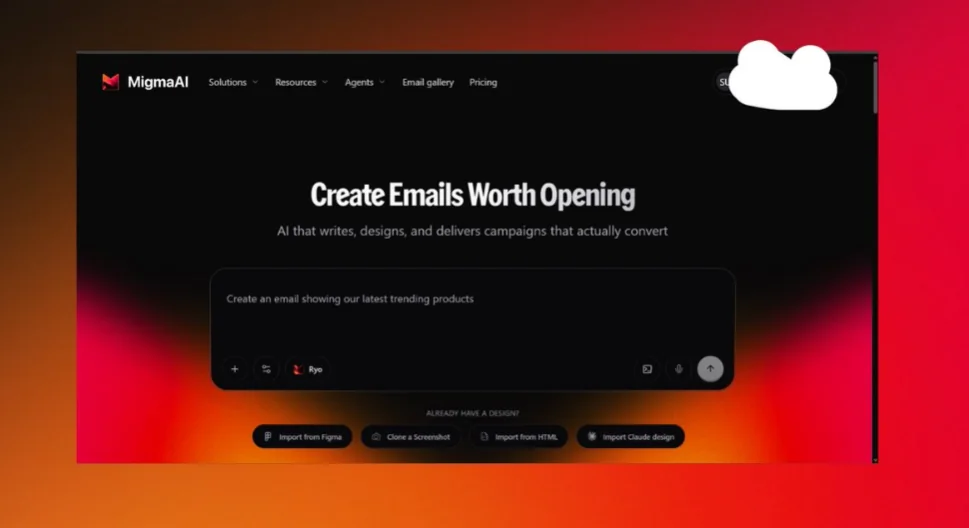 MigmaAI Solutions Resources Agents Email gallery Pricing
Create Emails Worth Opening
AI that writes, designs, and delivers campaigns that actually convert
Create an email showing our latest trending products
Ryo
ALREADY HAVE A DESIGN?
Import from Figma Clone a Screenshot Import from HTML Import Claude design